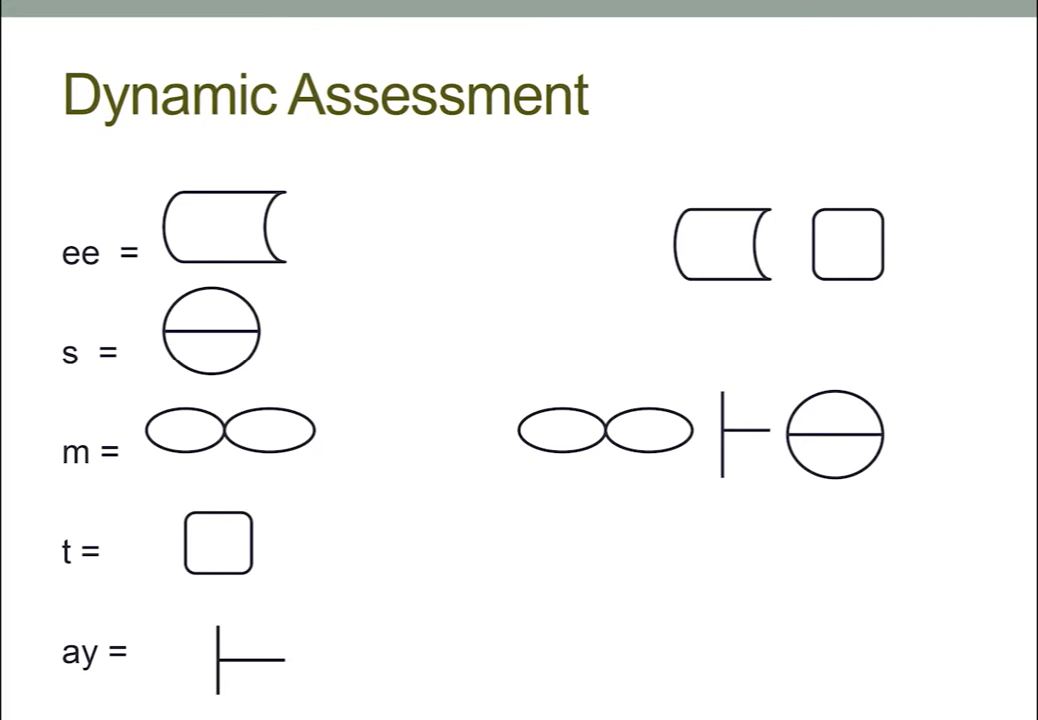 Dynamic Assessment
ee =
s =
m =
t =
ay =